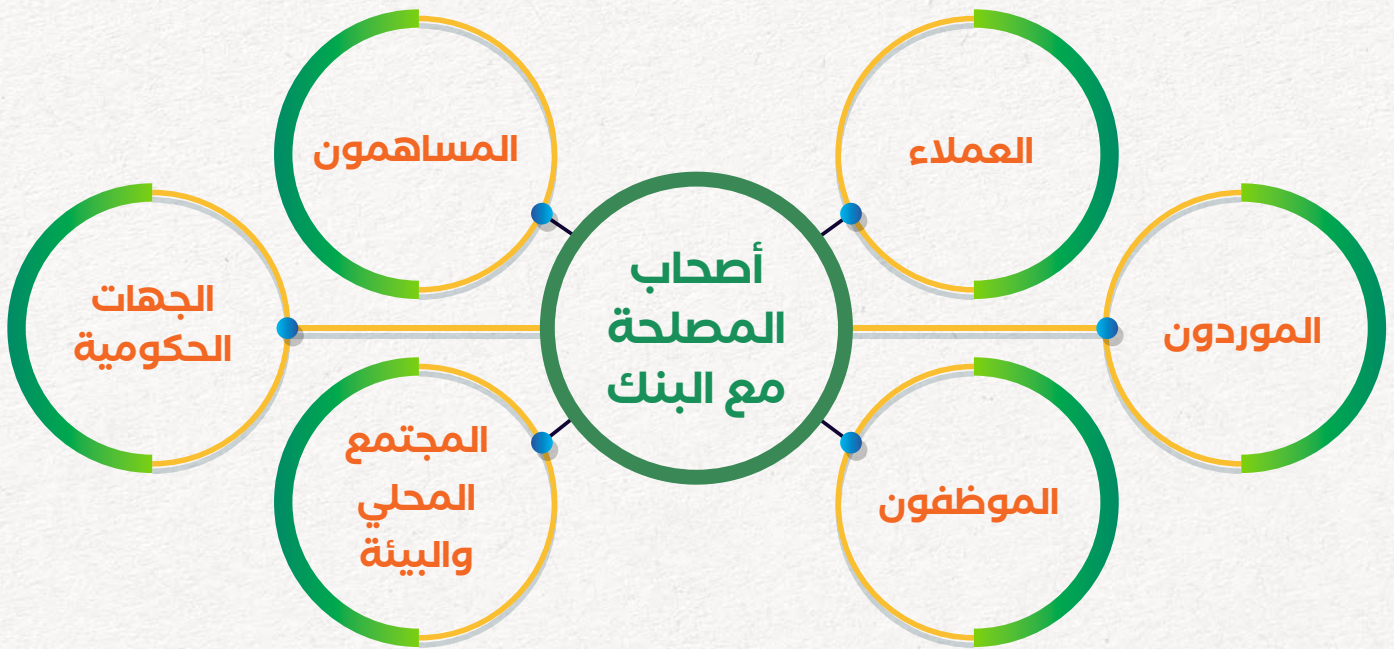 العملاء
المساهمون
أصحاب
المصلحة
مع البنك
الموردون
الجهات
الحكومية
الموظفون
المجتمع
المحلي
والبيئة